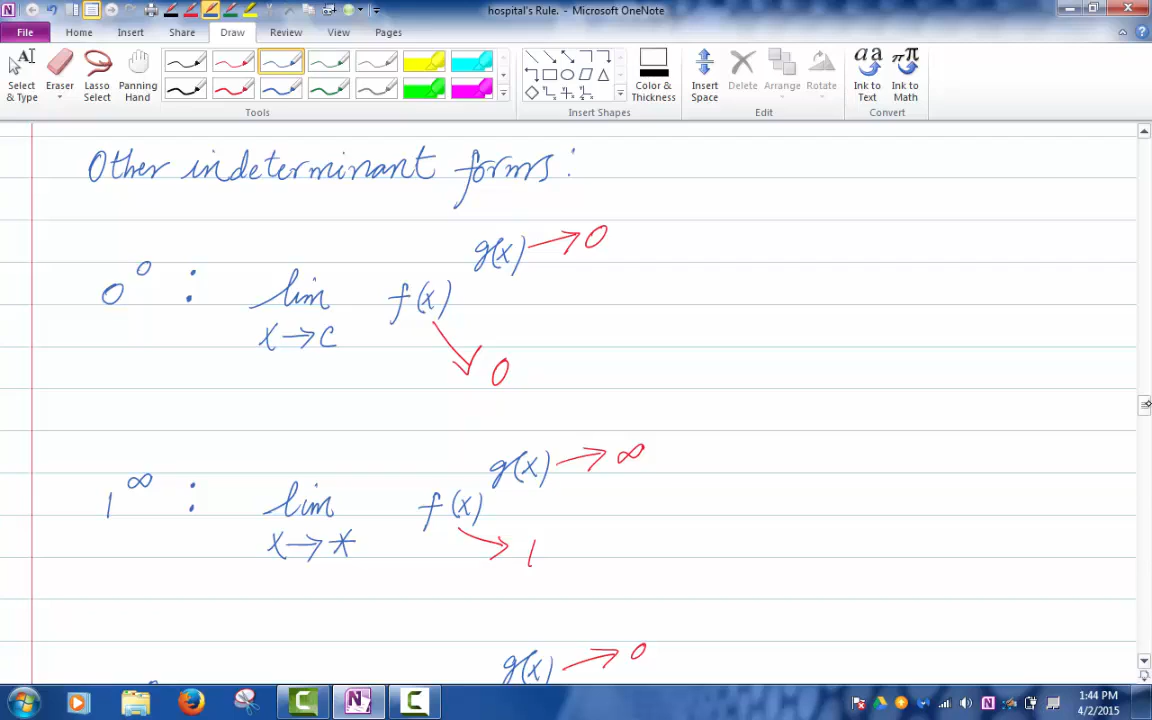 hospital's Rule. - Microsoft OneNote
File Home Insert Share Draw Review View Pages
Select & Type
Eraser
Lasso Select
Panning Hand
Color & Thickness
Insert Space
Delete
Arrange
Rotate
Ink to Text
Ink to Math
Tools
Insert Shapes
Edit
Convert
Other indeterminant forms:
g(x) → 0
0⁰ : lim f(x)
x → c
0
g(x) → ∞
1^∞ : lim f(x)
x → *
1
g(x) → 0
1:44 PM
4/2/2015